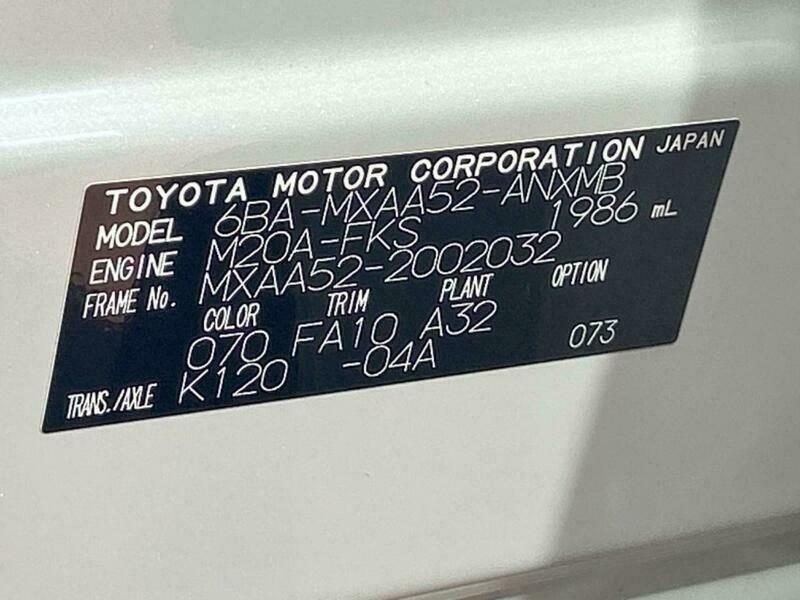 TOYOTA MOTOR CORPORATION JAPAN
MODEL 6BA-MXAA52-ANXMB
ENGINE M20A-FKS 1986 mL
FRAME No. MXAA52-2002032
COLOR TRIM PLANT OPTION
070 FA10 A32
TRANS./AXLE K120 -04A 073